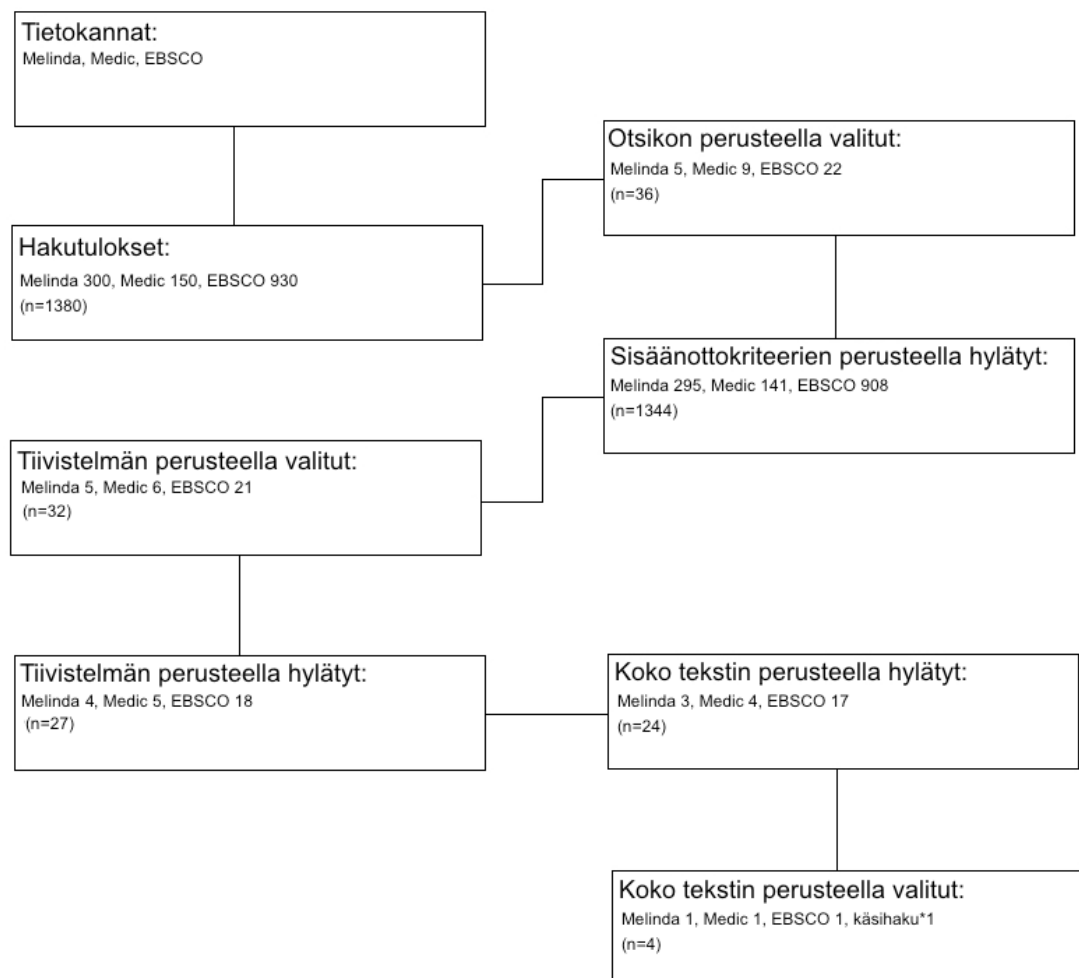 Tietokannat:
Melinda, Medic, EBSCO
Hakutulokset:
Melinda 300, Medic 150, EBSCO 930
(n=1380)
Otsikon perusteella valitut:
Melinda 5, Medic 9, EBSCO 22
(n=36)
Sisäänottokriteerien perusteella hylätyt:
Melinda 295, Medic 141, EBSCO 908
(n=1344)
Tiivistelmän perusteella valitut:
Melinda 5, Medic 6, EBSCO 21
(n=32)
Tiivistelmän perusteella hylätyt:
Melinda 4, Medic 5, EBSCO 18
(n=27)
Koko tekstin perusteella hylätyt:
Melinda 3, Medic 4, EBSCO 17
(n=24)
Koko tekstin perusteella valitut:
Melinda 1, Medic 1, EBSCO 1, käsihaku*1
(n=4)